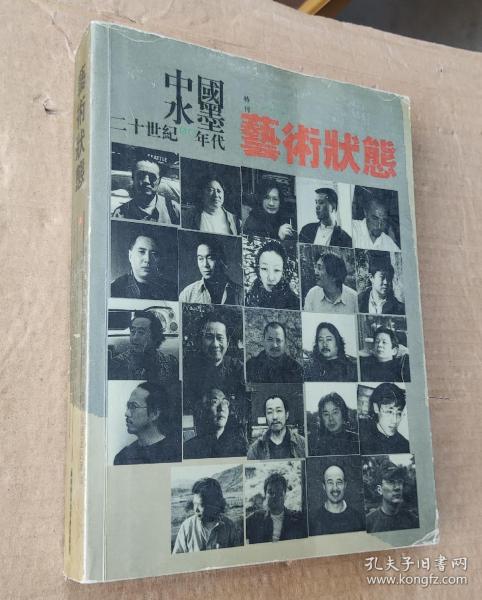 中國
水墨
二十世紀 年代
特刊
藝術狀態
藝術狀態
孔夫子旧书网
www.kongfz.com